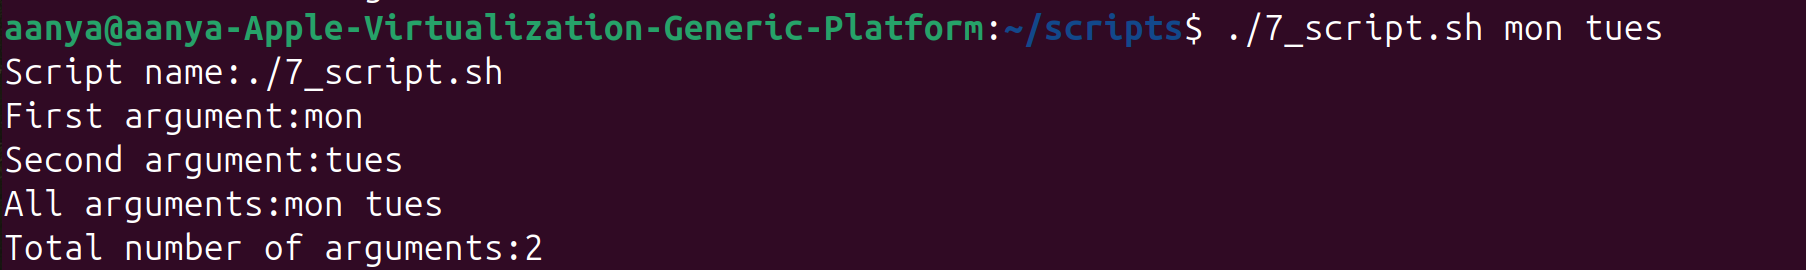 aanya@aanya-Apple-Virtualization-Generic-Platform:~/scripts$ ./7_script.sh mon tues
Script name:./7_script.sh
First argument:mon
Second argument:tues
All arguments:mon tues
Total number of arguments:2